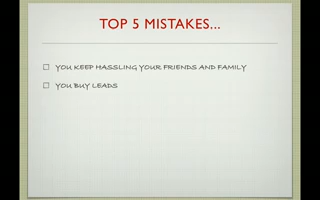 TOP 5 MISTAKES...
YOU KEEP HASSLING YOUR FRIENDS AND FAMILY
YOU BUY LEADS